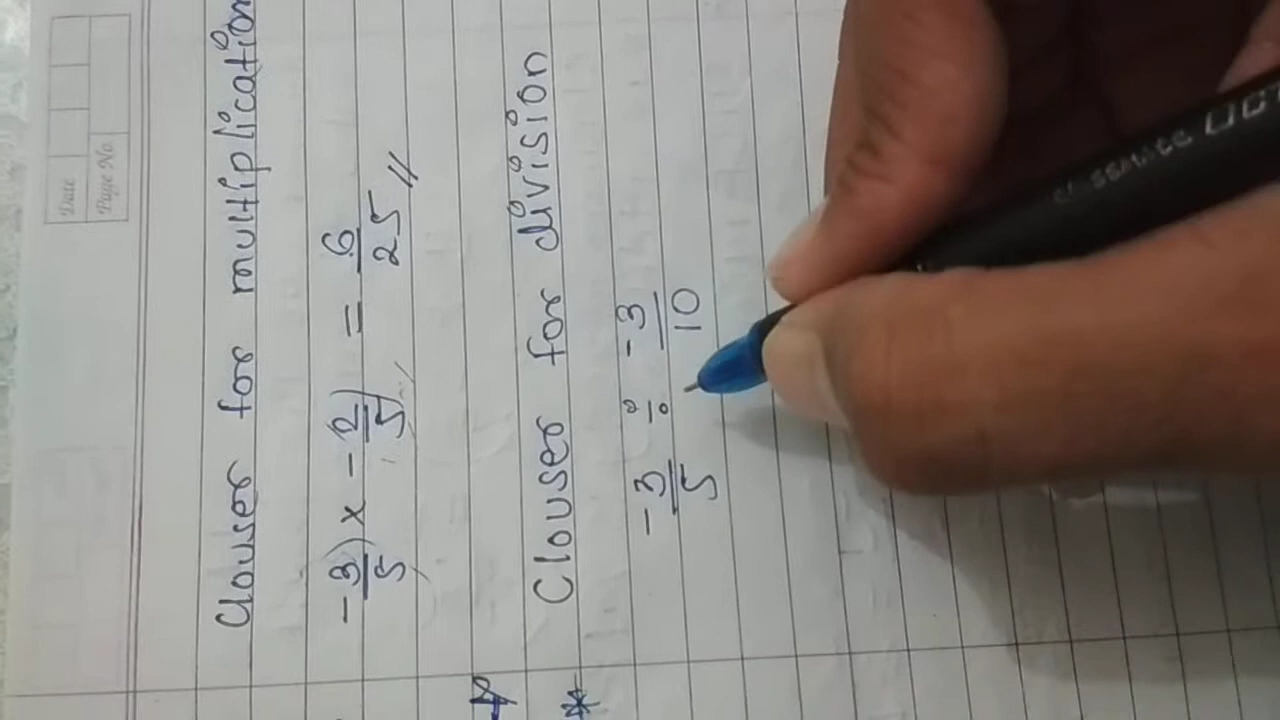 Date
Page No.
Clouser for multiplication
-3/5 x -2/5 = 6/25 //
* Clouser for division
-3/5 ÷ -3/10